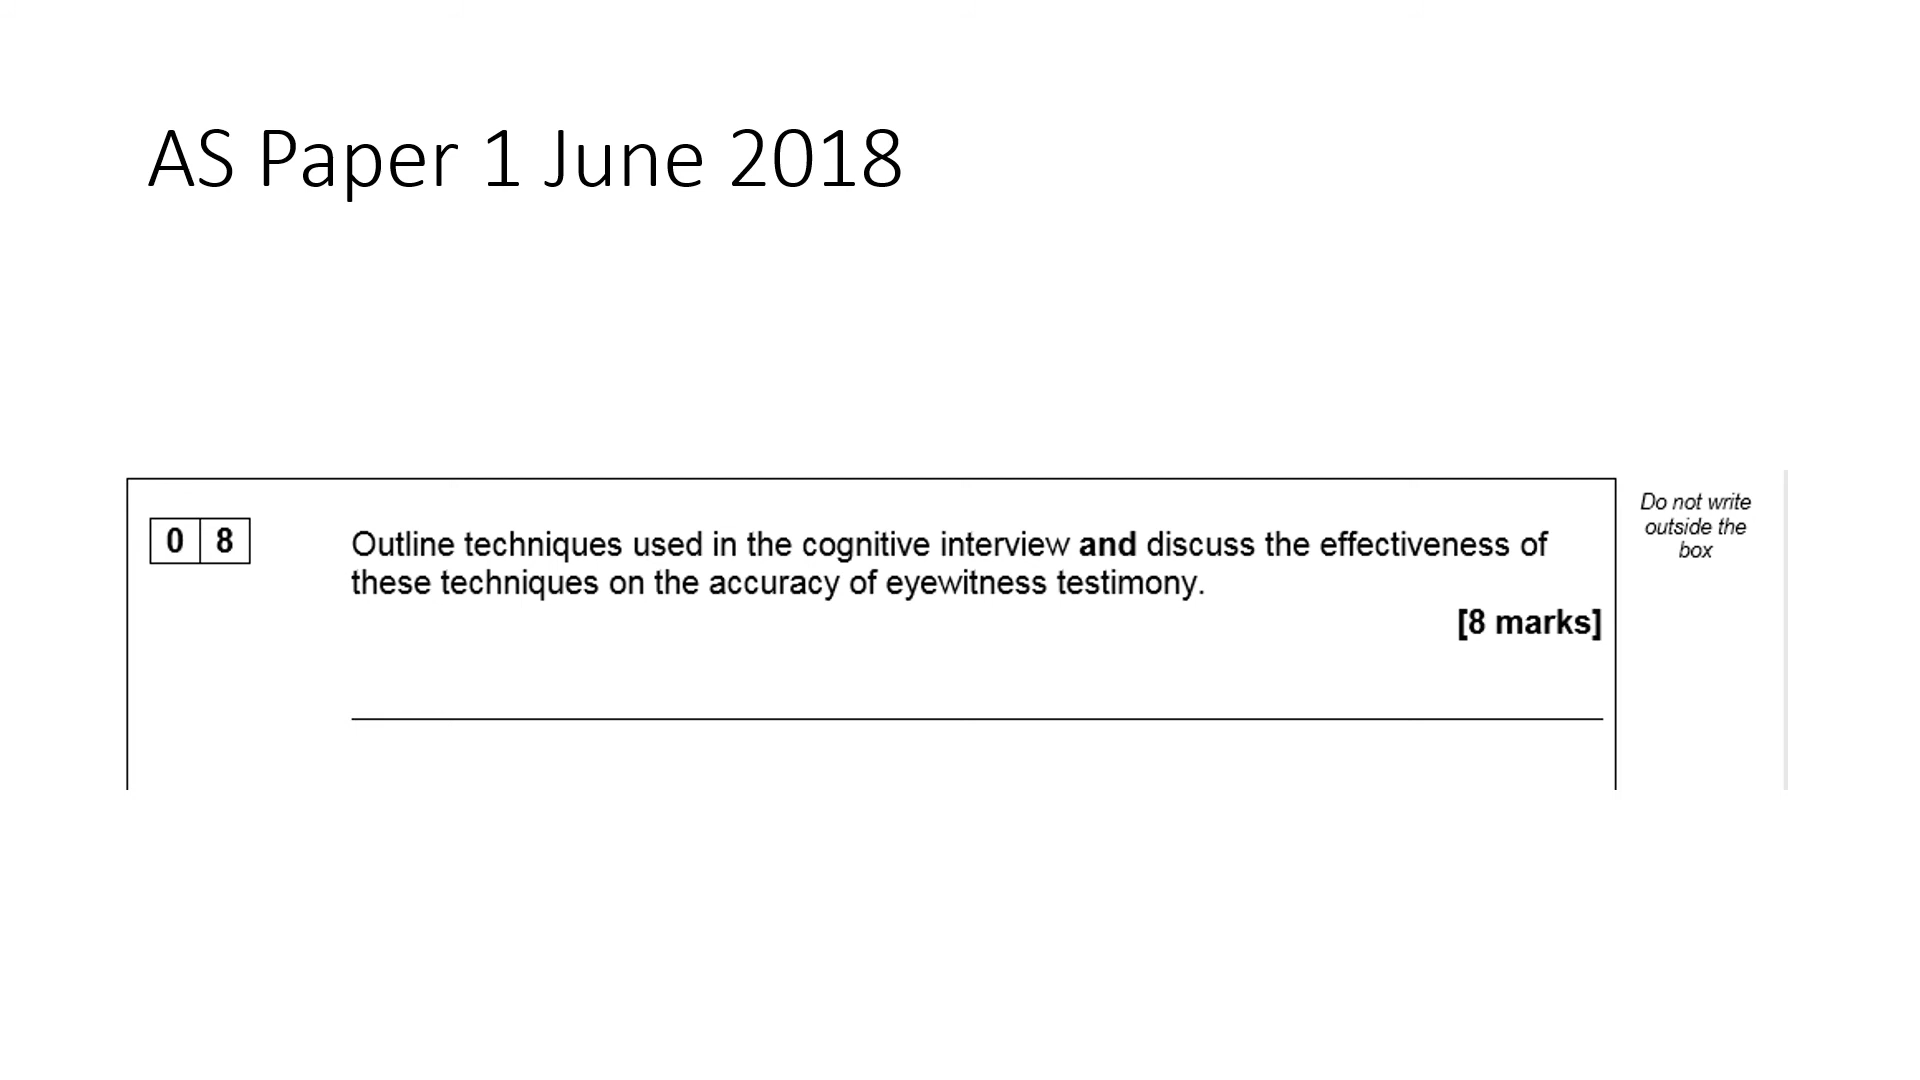 AS Paper 1 June 2018
Do not write
outside the
box
0 8
Outline techniques used in the cognitive interview and discuss the effectiveness of
these techniques on the accuracy of eyewitness testimony.
[8 marks]